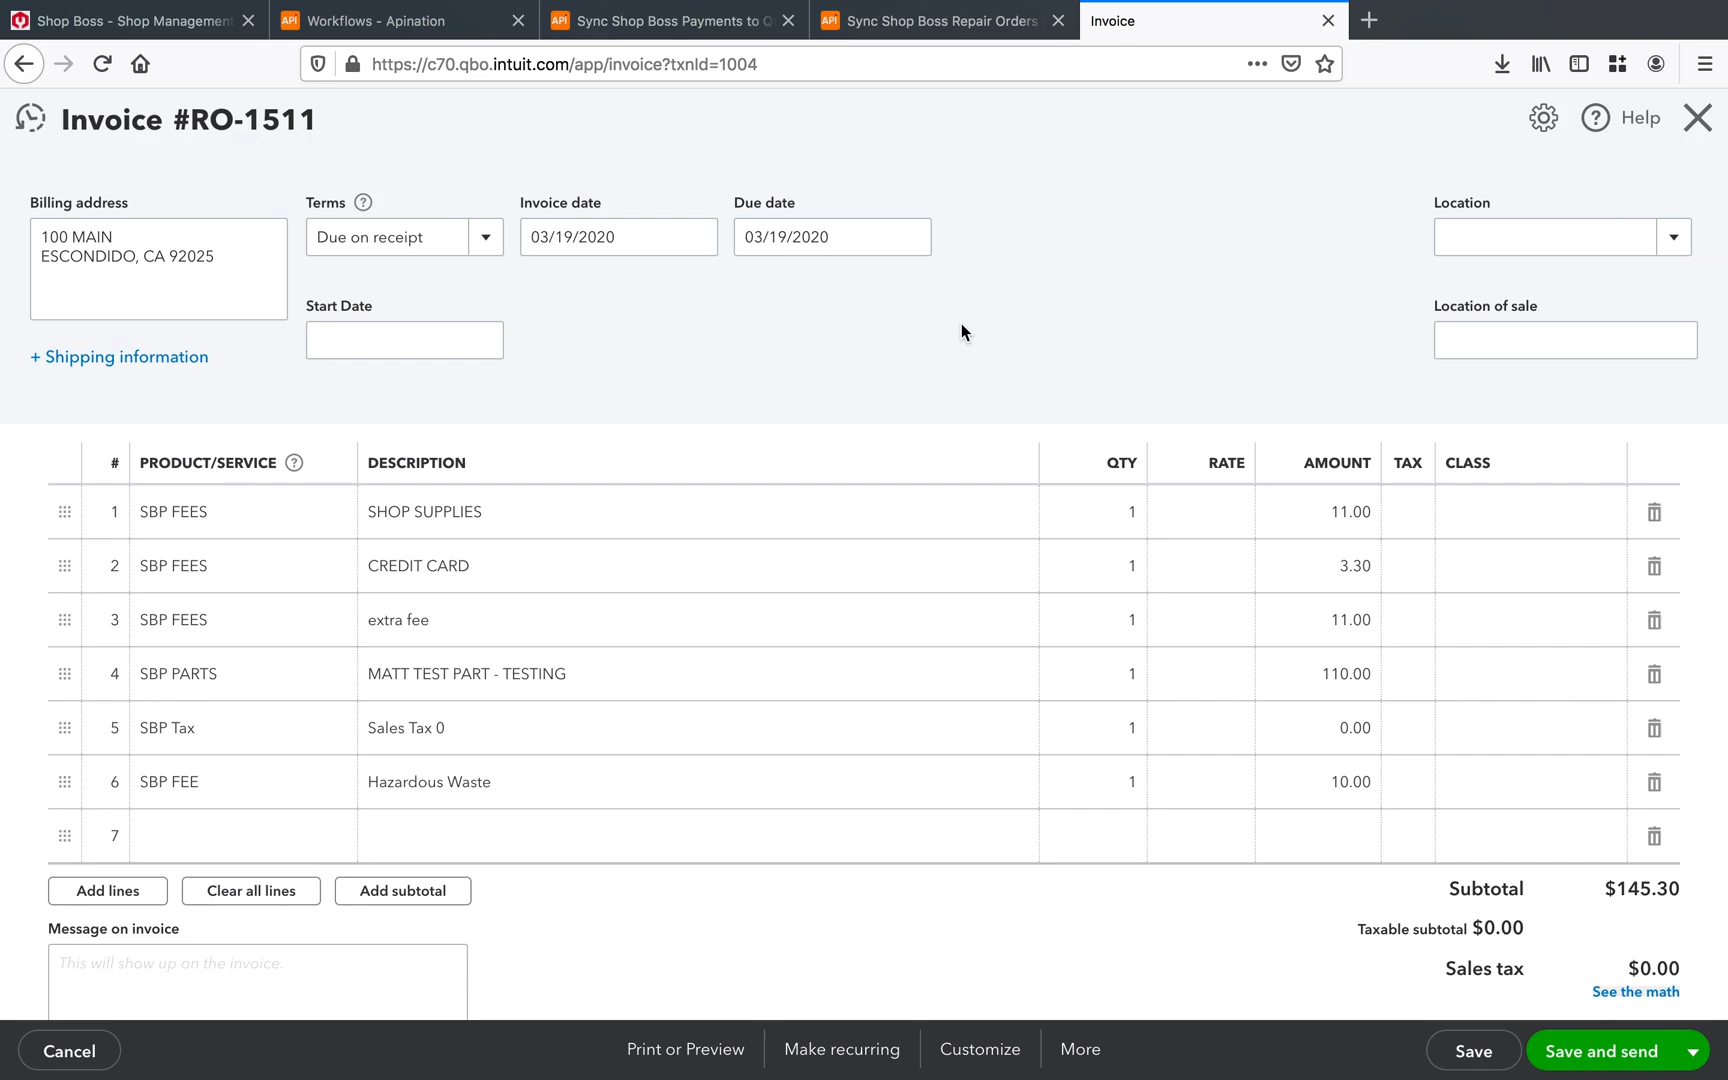 Shop Boss - Shop Management
API Workflows - Apination
API Sync Shop Boss Payments to Q
API Sync Shop Boss Repair Orders
Invoice
https://c70.qbo.intuit.com/app/invoice?txnId=1004
Invoice #RO-1511
Help
Billing address
Terms
Invoice date
Due date
Location
100 MAIN
ESCONDIDO, CA 92025
Due on receipt
03/19/2020
03/19/2020
Start Date
Location of sale
+ Shipping information
# PRODUCT/SERVICE DESCRIPTION QTY RATE AMOUNT TAX CLASS
1 SBP FEES SHOP SUPPLIES 1 11.00
2 SBP FEES CREDIT CARD 1 3.30
3 SBP FEES extra fee 1 11.00
4 SBP PARTS MATT TEST PART - TESTING 1 110.00
5 SBP Tax Sales Tax 0 1 0.00
6 SBP FEE Hazardous Waste 1 10.00
7
Add lines Clear all lines Add subtotal
Subtotal $145.30
Message on invoice
Taxable subtotal $0.00
This will show up on the invoice.
Sales tax $0.00
See the math
Cancel
Print or Preview
Make recurring
Customize
More
Save
Save and send